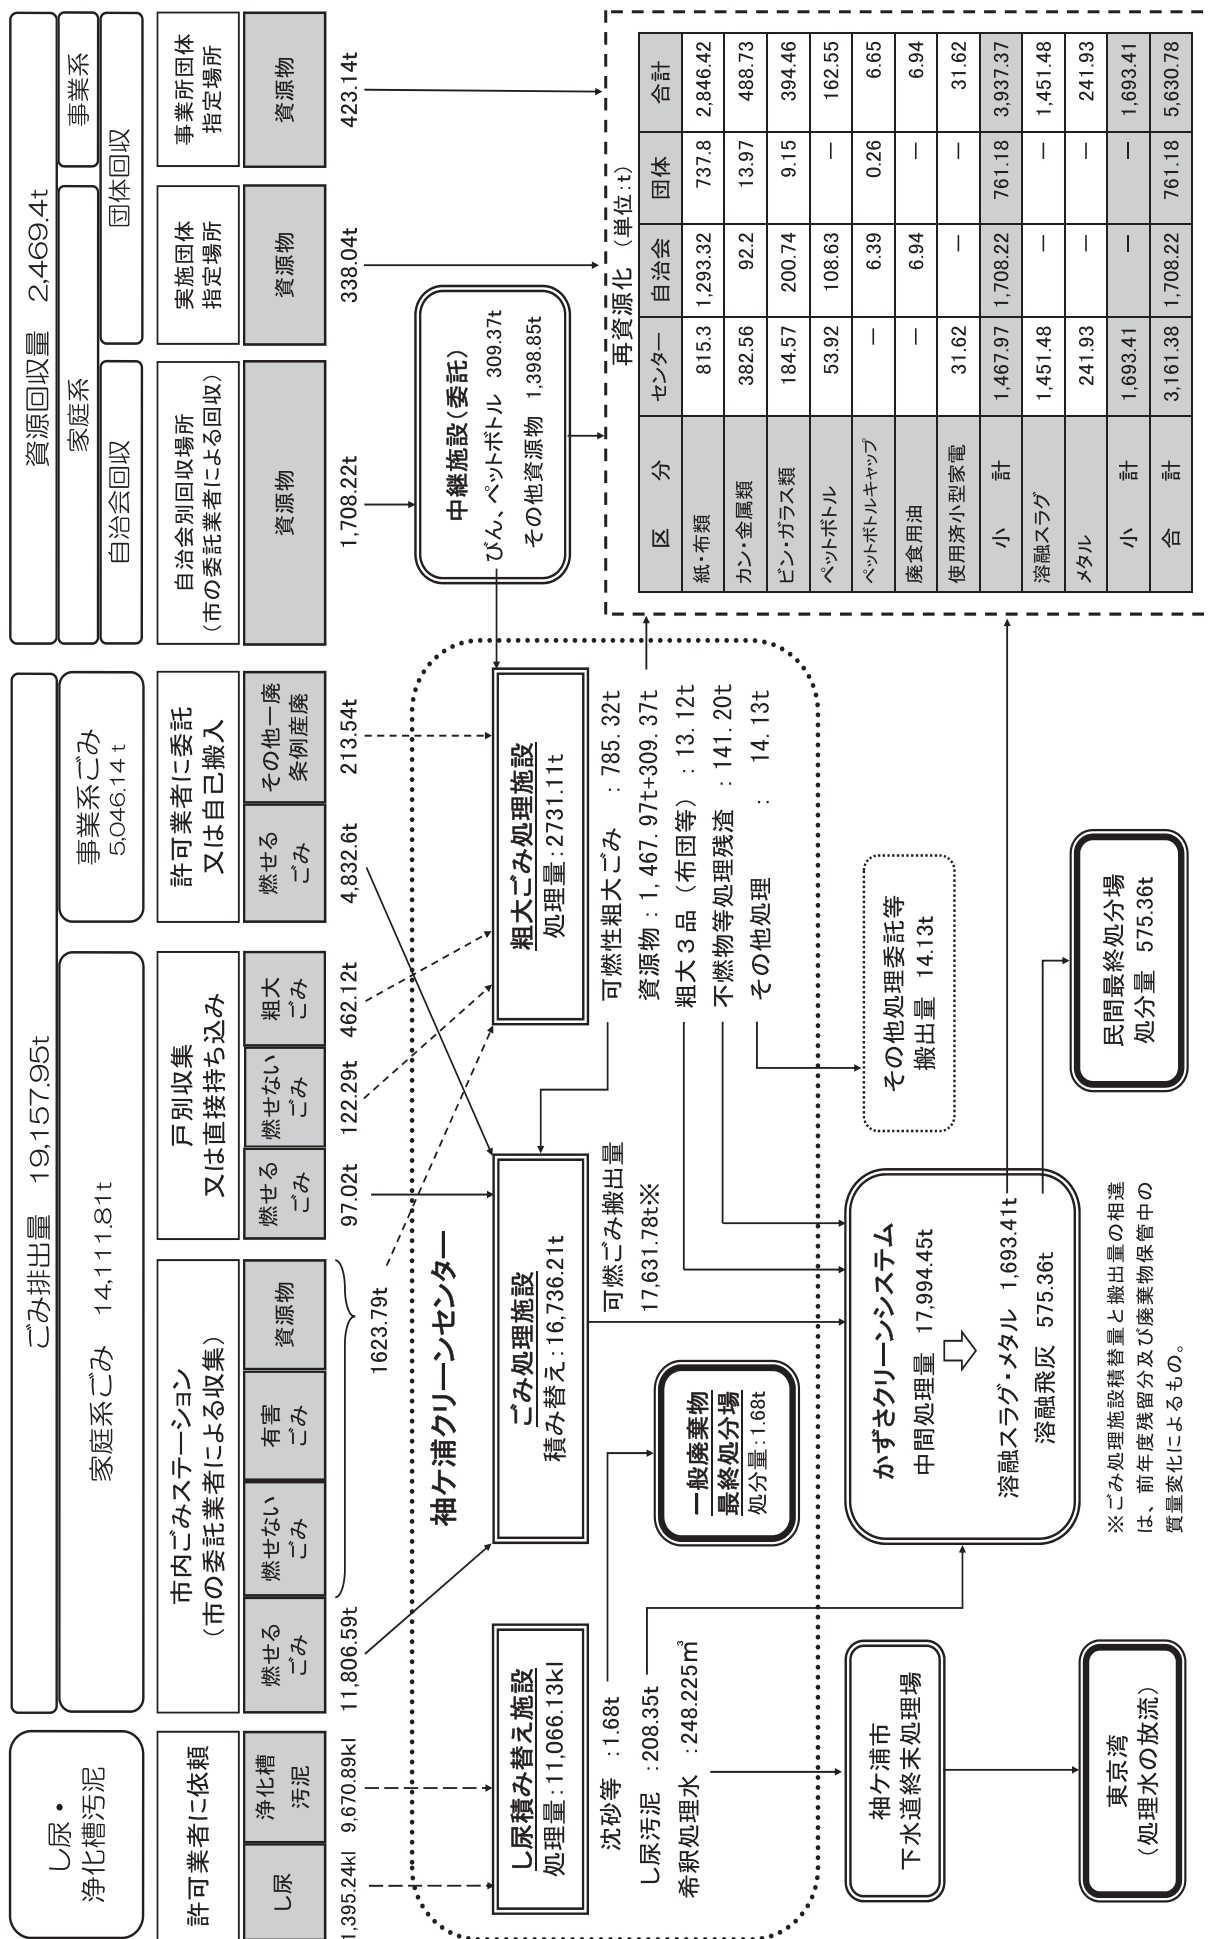 し尿・
浄化槽汚泥
ごみ排出量　19,157.95t
家庭系ごみ　14,111.81t
事業系ごみ
5,046.14ｔ
資源回収量　2,469.4t
家庭系
事業系
自治会回収
団体回収
許可業者に依頼
市内ごみステーション
（市の委託業者による収集）
戸別収集
又は直接持ち込み
許可業者に委託
又は自己搬入
自治会別回収場所
（市の委託業者による回収）
実施団体
指定場所
事業所団体
指定場所
し尿
浄化槽
汚泥
燃せる
ごみ
燃せない
ごみ
有害
ごみ
資源物
燃せる
ごみ
燃せない
ごみ
粗大
ごみ
燃せる
ごみ
その他一廃
条例産廃
資源物
資源物
資源物
1,395.24kl
9,670.89kl
11,806.59t
1623.79t
97.02t
122.29t
462.12t
4,832.6t
213.54t
1,708.22t
338.04t
423.14t
袖ケ浦クリーンセンター
し尿積み替え施設
処理量：11,066.13kl
沈砂等　：1.68t
し尿汚泥　：208.35t
希釈処理水　：248.225㎥
ごみ処理施設
積み替え：16,736.21t
可燃ごみ搬出量
17,631.78t※
粗大ごみ処理施設
処理量：2731.11t
可燃性粗大ごみ　：785.32t
資源物：1,467.97t+309.37t
粗大３品（布団等）：13.12t
不燃物等処理残渣　：141.20t
その他処理　　：　14.13t
中継施設（委託）
びん、ペットボトル　309.37t
その他資源物　1,398.85t
一般廃棄物
最終処分場
処分量：1.68t
袖ケ浦市
下水道終末処理場
東京湾
（処理水の放流）
かずさクリーンシステム
中間処理量　17,994.45t
溶融スラグ・メタル　1,693.41t
溶融飛灰　575.36t
その他処理委託等
搬出量　14.13t
民間最終処分場
処分量　575.36t
※ごみ処理施設積替量と搬出量の相違
は、前年度残留分及び廃棄物保管中の
質量変化によるもの。
再資源化　（単位：t）
区　分　センター　自治会　団体　合計
紙・布類　815.3　1,293.32　737.8　2,846.42
カン・金属類　382.56　92.2　13.97　488.73
ビン・ガラス類　184.57　200.74　9.15　394.46
ペットボトル　53.92　108.63　－　162.55
ペットボトルキャップ　－　6.39　0.26　6.65
廃食用油　－　6.94　－　6.94
使用済小型家電　31.62　－　－　31.62
小　計　1,467.97　1,708.22　761.18　3,937.37
溶融スラグ　1,451.48　－　－　1,451.48
メタル　241.93　－　－　241.93
小　計　1,693.41　－　－　1,693.41
合　計　3,161.38　1,708.22　761.18　5,630.78